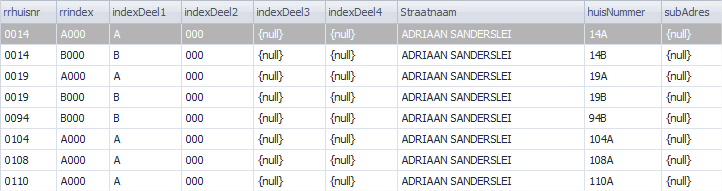 rrhuisnr rrindex indexDeel1 indexDeel2 indexDeel3 indexDeel4 Straatnaam huisNummer subAdres
0014 A000 A 000 {null} {null} ADRIAAN SANDERSLEI 14A {null}
0014 B000 B 000 {null} {null} ADRIAAN SANDERSLEI 14B {null}
0019 A000 A 000 {null} {null} ADRIAAN SANDERSLEI 19A {null}
0019 B000 B 000 {null} {null} ADRIAAN SANDERSLEI 19B {null}
0094 B000 B 000 {null} {null} ADRIAAN SANDERSLEI 94B {null}
0104 A000 A 000 {null} {null} ADRIAAN SANDERSLEI 104A {null}
0108 A000 A 000 {null} {null} ADRIAAN SANDERSLEI 108A {null}
0110 A000 A 000 {null} {null} ADRIAAN SANDERSLEI 110A {null}